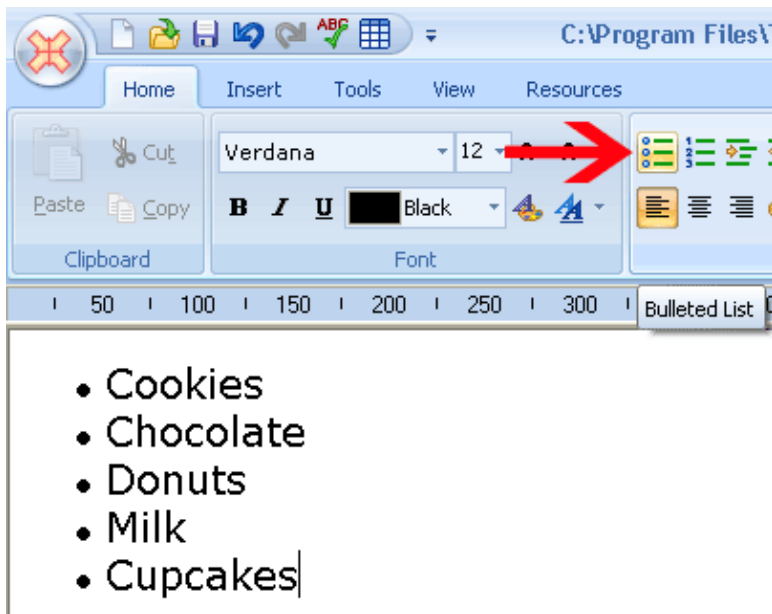 ABC
C:\Program Files\
Home Insert Tools View Resources
Cut
Verdana 12
Paste Copy B I U Black A
Clipboard Font
50 100 150 200 250 300
Bulleted List
• Cookies
• Chocolate
• Donuts
• Milk
• Cupcakes